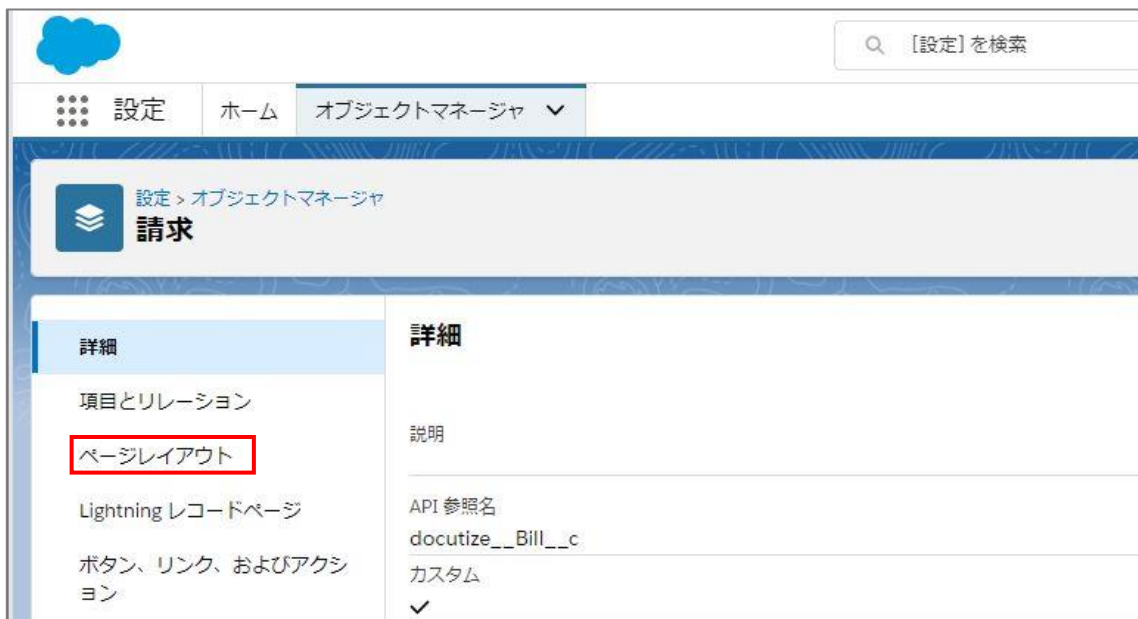 [設定] を検索
設定 ホーム オブジェクトマネージャ
設定 > オブジェクトマネージャ
請求
詳細
項目とリレーション
ページレイアウト
Lightning レコードページ
ボタン、リンク、およびアクシ
ョン
詳細
説明
API 参照名
docutize__Bill__c
カスタム